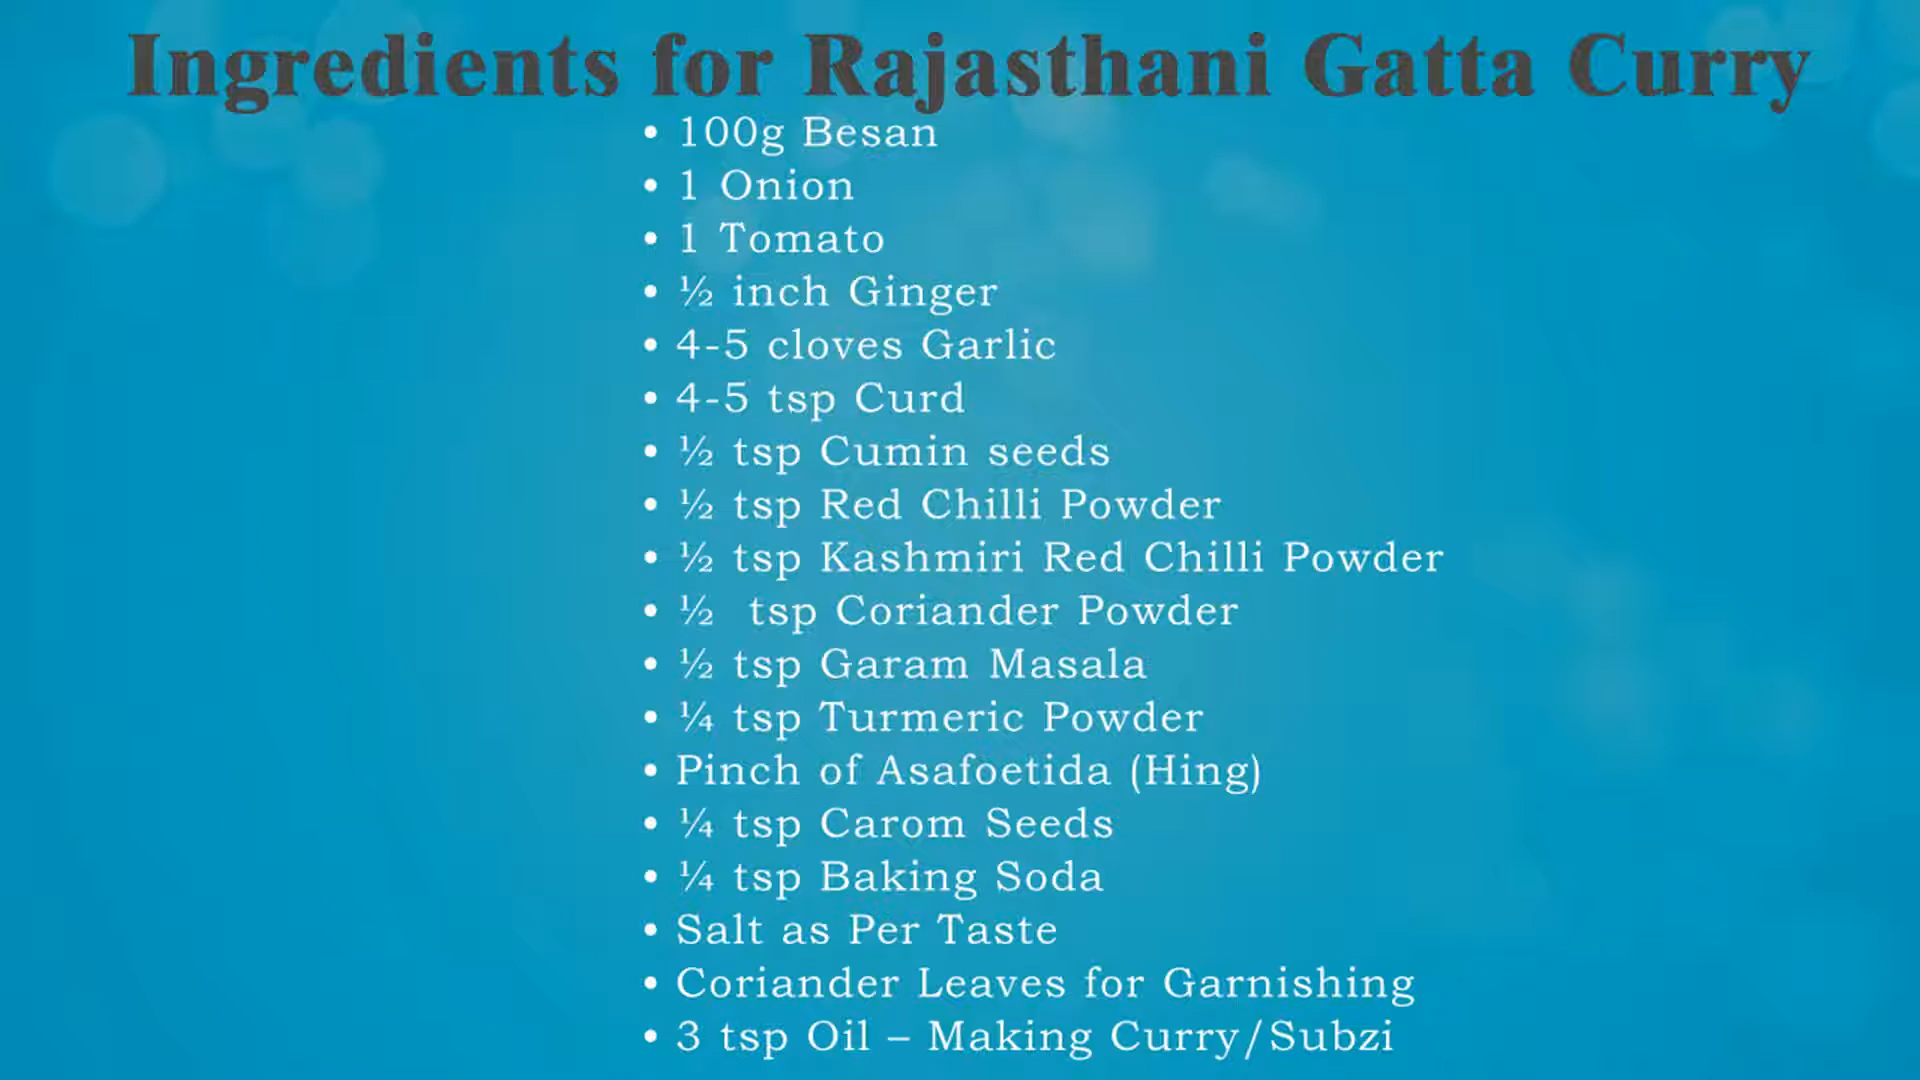 Ingredients for Rajasthani Gatta Curry
• 100g Besan
• 1 Onion
• 1 Tomato
• ½ inch Ginger
• 4-5 cloves Garlic
• 4-5 tsp Curd
• ½ tsp Cumin seeds
• ½ tsp Red Chilli Powder
• ½ tsp Kashmiri Red Chilli Powder
• ½  tsp Coriander Powder
• ½ tsp Garam Masala
• ¼ tsp Turmeric Powder
• Pinch of Asafoetida (Hing)
• ¼ tsp Carom Seeds
• ¼ tsp Baking Soda
• Salt as Per Taste
• Coriander Leaves for Garnishing
• 3 tsp Oil – Making Curry/Subzi